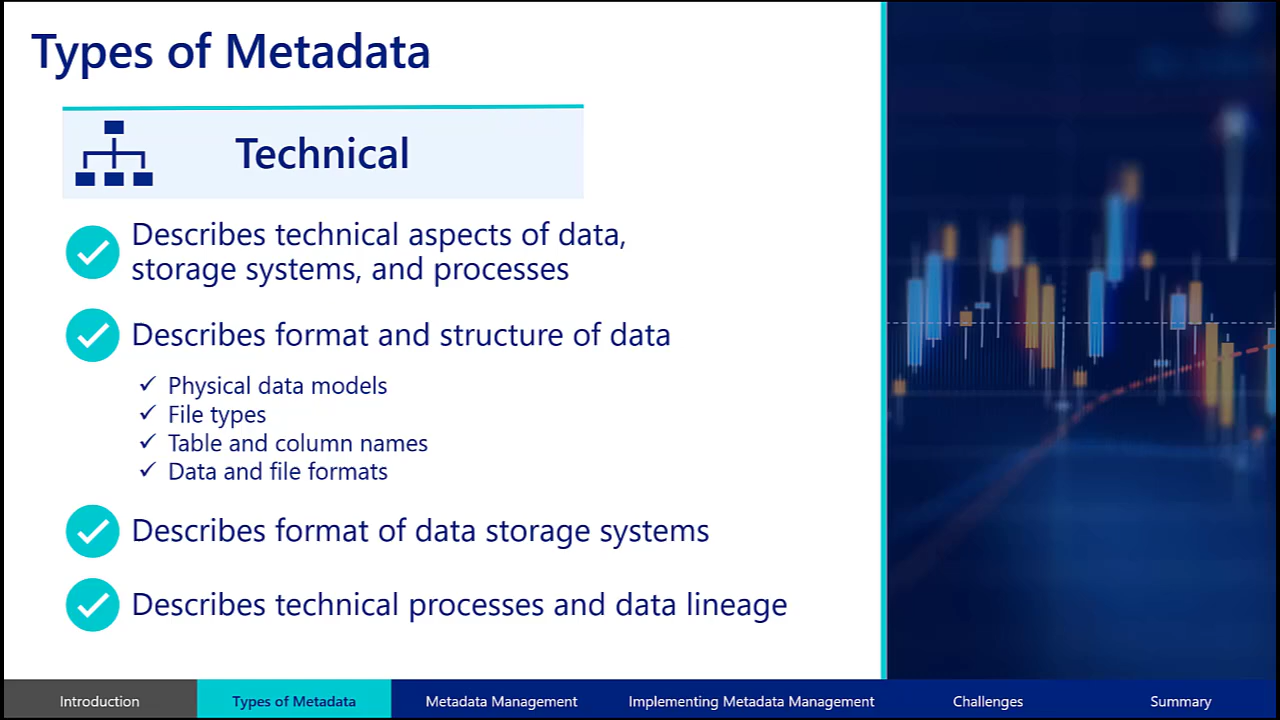 Types of Metadata
Technical
Describes technical aspects of data,
storage systems, and processes
Describes format and structure of data
Physical data models
File types
Table and column names
Data and file formats
Describes format of data storage systems
Describes technical processes and data lineage
Introduction
Types of Metadata
Metadata Management
Implementing Metadata Management
Challenges
Summary